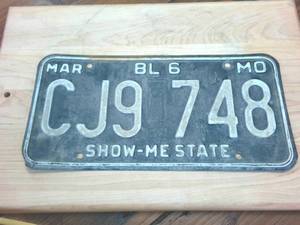 MAR BL 6 MO
CJ9 748
SHOW-ME STATE